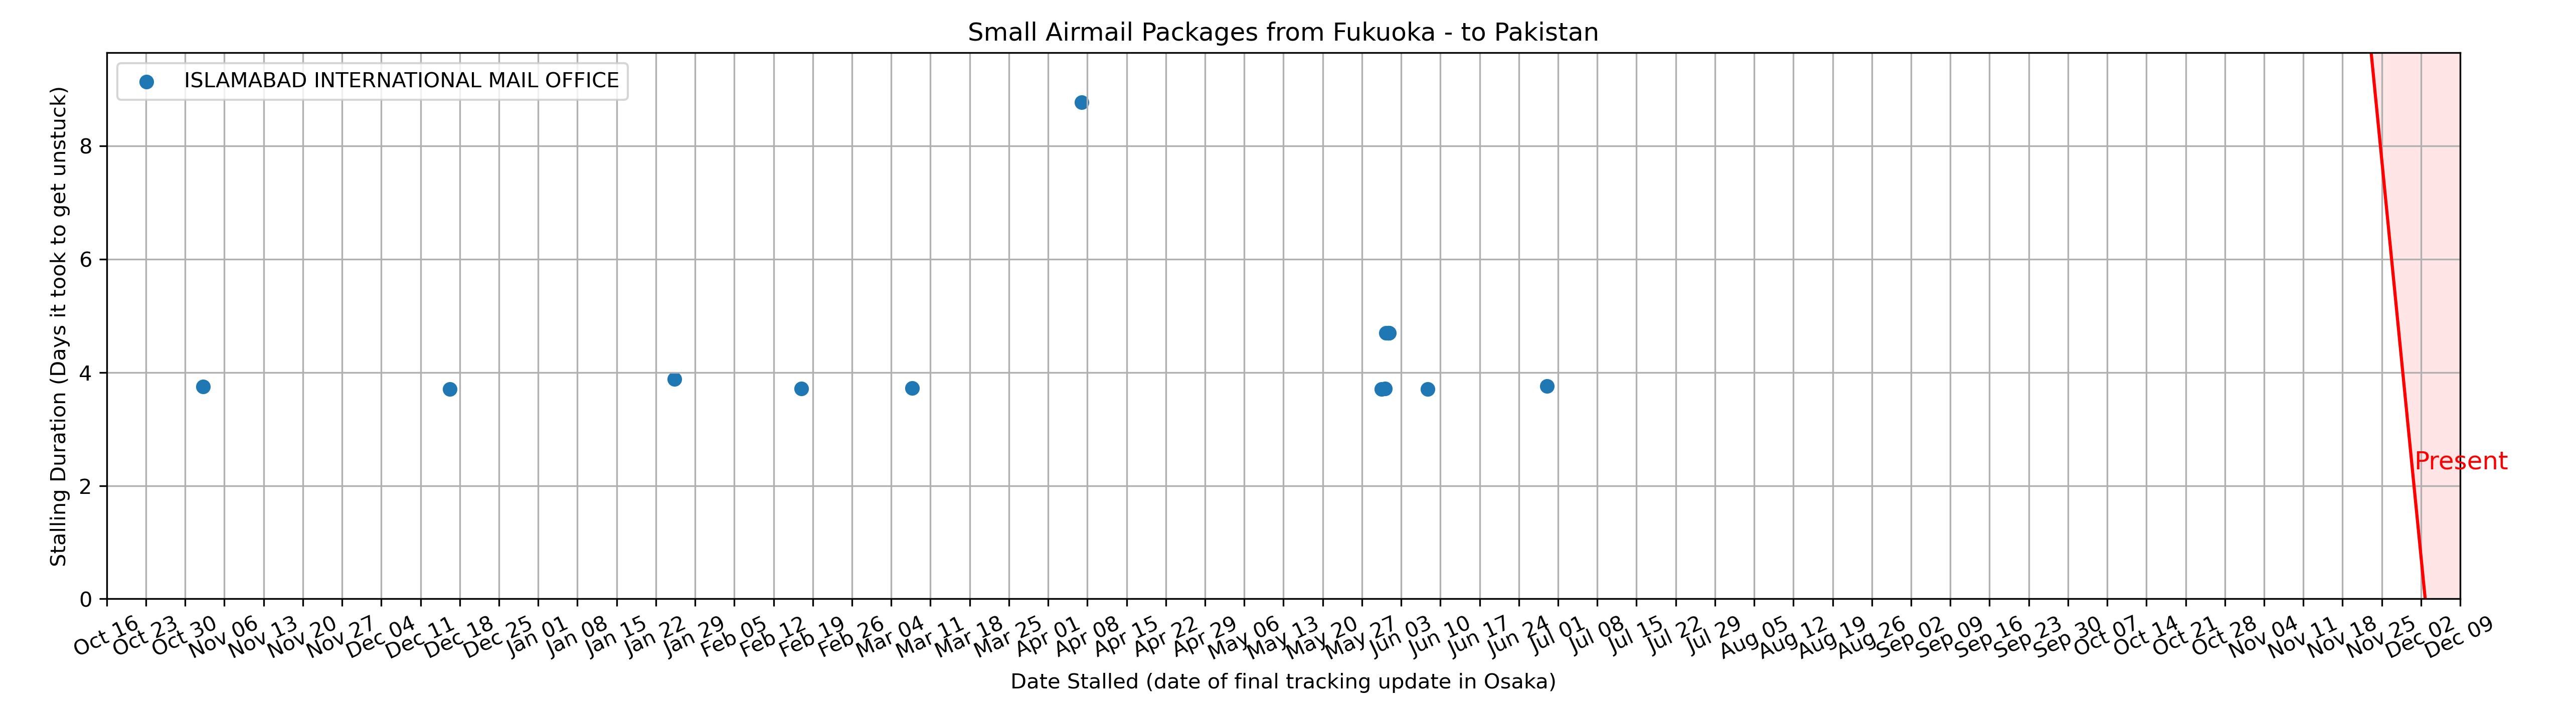 Small Airmail Packages from Fukuoka - to Pakistan
ISLAMABAD INTERNATIONAL MAIL OFFICE
Stalling Duration (Days it took to get unstuck)
8
6
4
2
0
Present
Oct 16 Oct 23 Oct 30 Nov 06 Nov 13 Nov 20 Nov 27 Dec 04 Dec 11 Dec 18 Dec 25 Jan 01 Jan 08 Jan 15 Jan 22 Jan 29 Feb 05 Feb 12 Feb 19 Feb 26 Mar 04 Mar 11 Mar 18 Mar 25 Apr 01 Apr 08 Apr 15 Apr 22 Apr 29 May 06 May 13 May 20 May 27 Jun 03 Jun 10 Jun 17 Jun 24 Jul 01 Jul 08 Jul 15 Jul 22 Jul 29 Aug 05 Aug 12 Aug 19 Aug 26 Sep 02 Sep 09 Sep 16 Sep 23 Sep 30 Oct 07 Oct 14 Oct 21 Oct 28 Nov 04 Nov 11 Nov 18 Nov 25 Dec 02 Dec 09
Date Stalled (date of final tracking update in Osaka)